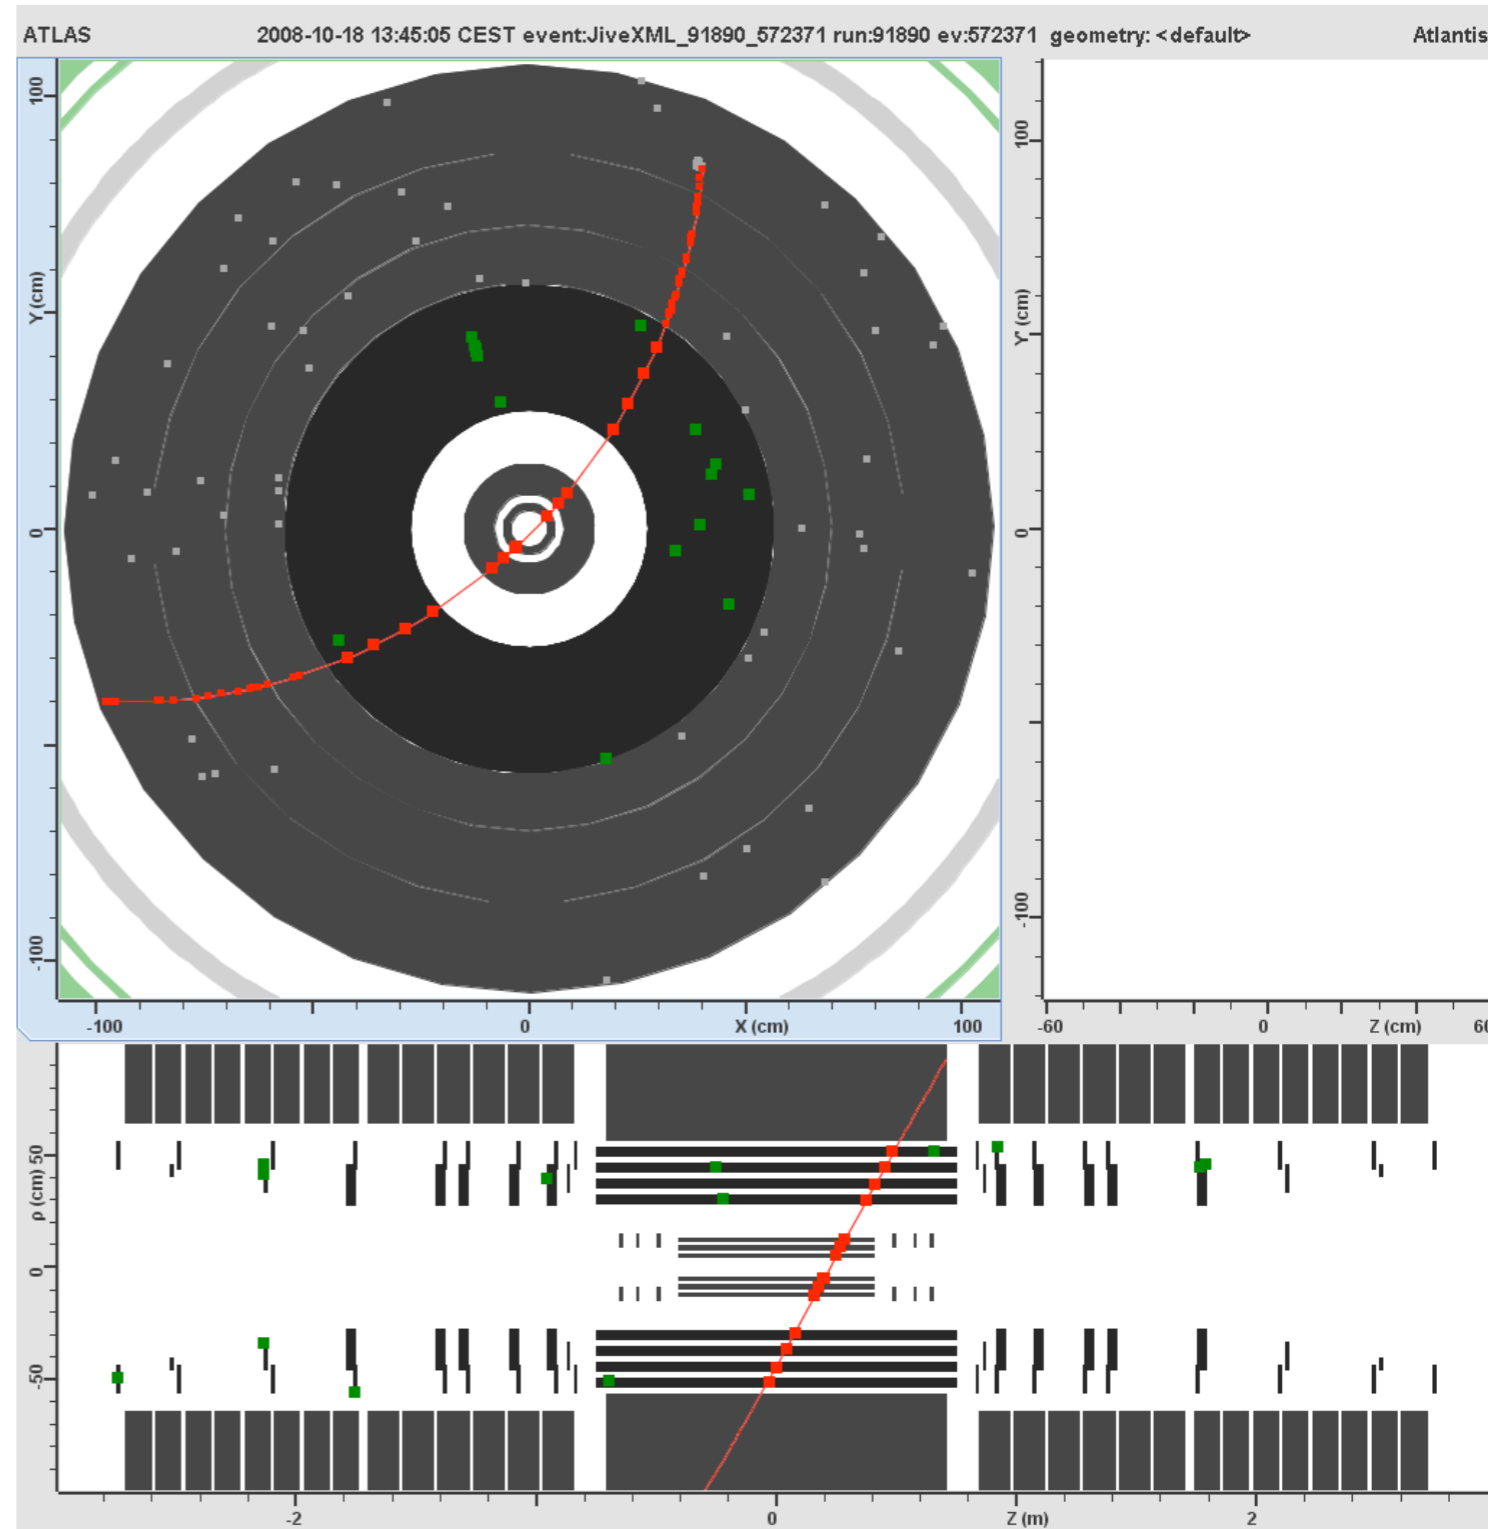 ATLAS 2008-10-18 13:45:05 CEST event:JiveXML_91890_572371 run:91890 ev:572371 geometry: <default> Atlantis
100
Y (cm)
0
-100
-100 0 X (cm) 100
100
Y' (cm)
0
-100
-60 0 Z (cm) 60
50
ρ (cm)
0
-50
-2 0 Z (m) 2